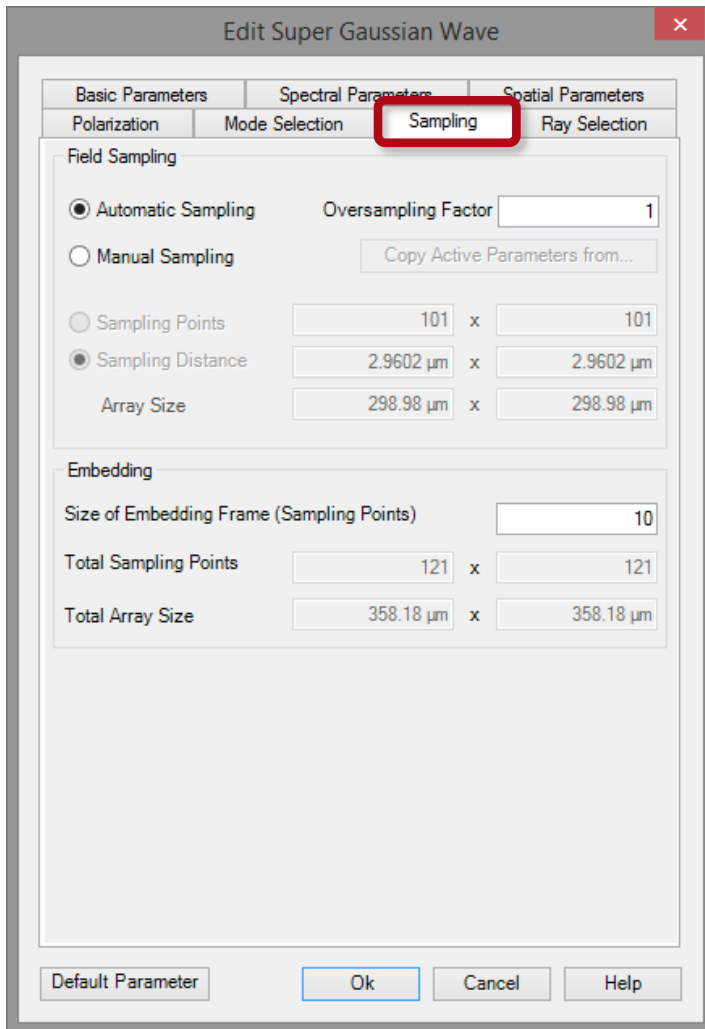 Edit Super Gaussian Wave
Basic Parameters Spectral Parameters Spatial Parameters
Polarization Mode Selection Sampling Ray Selection
Field Sampling
Automatic Sampling Oversampling Factor 1
Manual Sampling Copy Active Parameters from...
Sampling Points 101 x 101
Sampling Distance 2.9602 µm x 2.9602 µm
Array Size 298.98 µm x 298.98 µm
Embedding
Size of Embedding Frame (Sampling Points) 10
Total Sampling Points 121 x 121
Total Array Size 358.18 µm x 358.18 µm
Default Parameter Ok Cancel Help